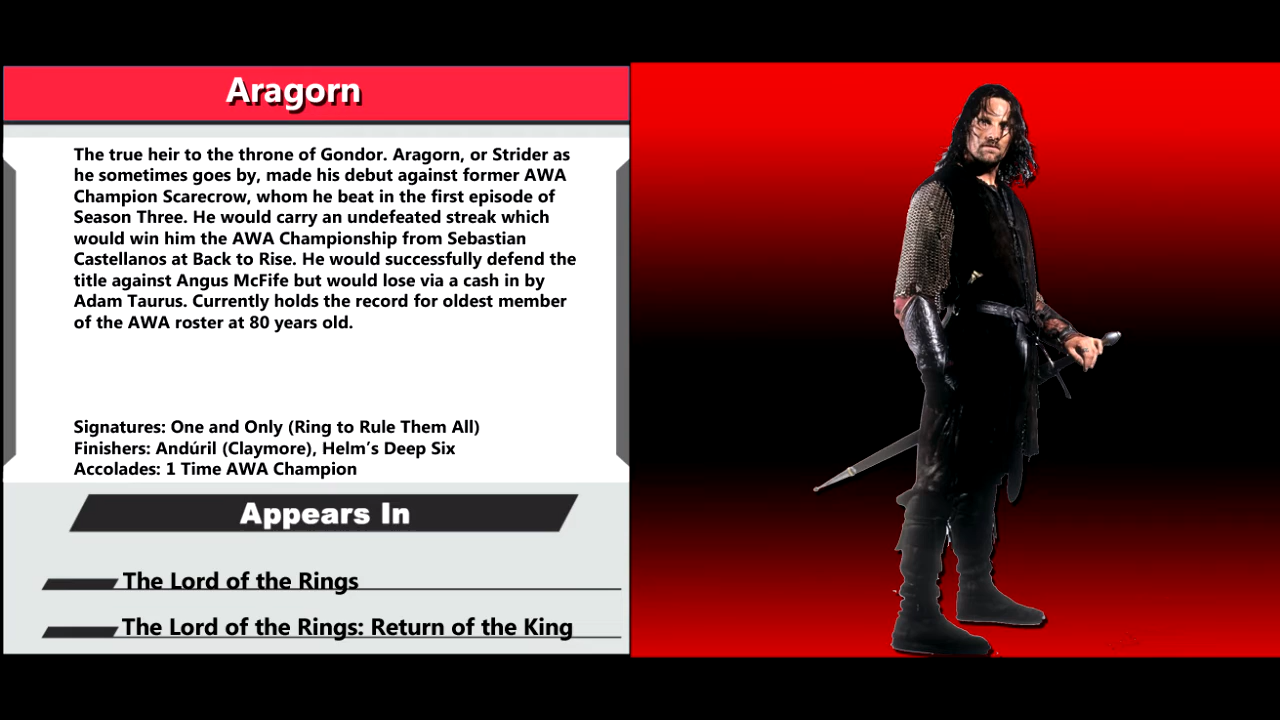 Aragorn
The true heir to the throne of Gondor. Aragorn, or Strider as
he sometimes goes by, made his debut against former AWA
Champion Scarecrow, whom he beat in the first episode of
Season Three. He would carry an undefeated streak which
would win him the AWA Championship from Sebastian
Castellanos at Back to Rise. He would successfully defend the
title against Angus McFife but would lose via a cash in by
Adam Taurus. Currently holds the record for oldest member
of the AWA roster at 80 years old.
Signatures: One and Only (Ring to Rule Them All)
Finishers: Andúril (Claymore), Helm’s Deep Six
Accolades: 1 Time AWA Champion
Appears In
The Lord of the Rings
The Lord of the Rings: Return of the King